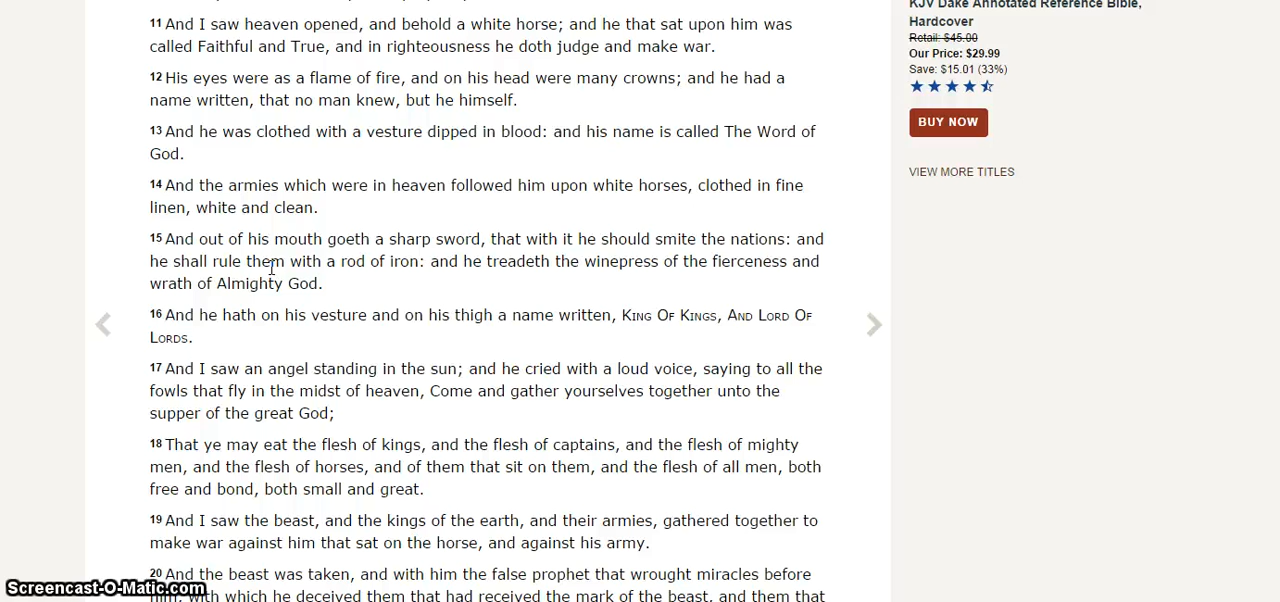 11 And I saw heaven opened, and behold a white horse; and he that sat upon him was
called Faithful and True, and in righteousness he doth judge and make war.
12 His eyes were as a flame of fire, and on his head were many crowns; and he had a
name written, that no man knew, but he himself.
13 And he was clothed with a vesture dipped in blood: and his name is called The Word of
God.
14 And the armies which were in heaven followed him upon white horses, clothed in fine
linen, white and clean.
15 And out of his mouth goeth a sharp sword, that with it he should smite the nations: and
he shall rule them with a rod of iron: and he treadeth the winepress of the fierceness and
wrath of Almighty God.
16 And he hath on his vesture and on his thigh a name written, King Of Kings, And Lord Of
Lords.
17 And I saw an angel standing in the sun; and he cried with a loud voice, saying to all the
fowls that fly in the midst of heaven, Come and gather yourselves together unto the
supper of the great God;
18 That ye may eat the flesh of kings, and the flesh of captains, and the flesh of mighty
men, and the flesh of horses, and of them that sit on them, and the flesh of all men, both
free and bond, both small and great.
19 And I saw the beast, and the kings of the earth, and their armies, gathered together to
make war against him that sat on the horse, and against his army.
20 And the beast was taken, and with him the false prophet that wrought miracles before
him, with which he deceived them that had received the mark of the beast, and them that
KJV Dake Annotated Reference Bible,
Hardcover
Retail: $45.00
Our Price: $29.99
Save: $15.01 (33%)
BUY NOW
VIEW MORE TITLES
Screencast-O-Matic.com